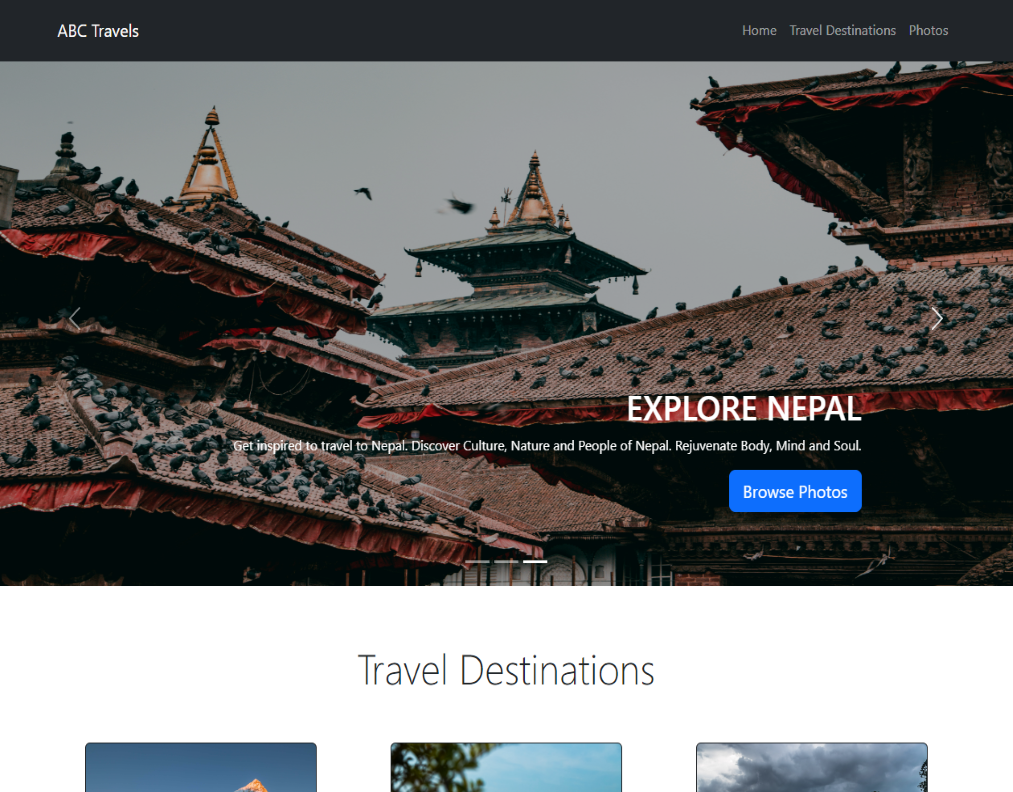 ABC Travels
Home Travel Destinations Photos
EXPLORE NEPAL
Get inspired to travel to Nepal. Discover Culture, Nature and People of Nepal. Rejuvenate Body, Mind and Soul.
Browse Photos
Travel Destinations